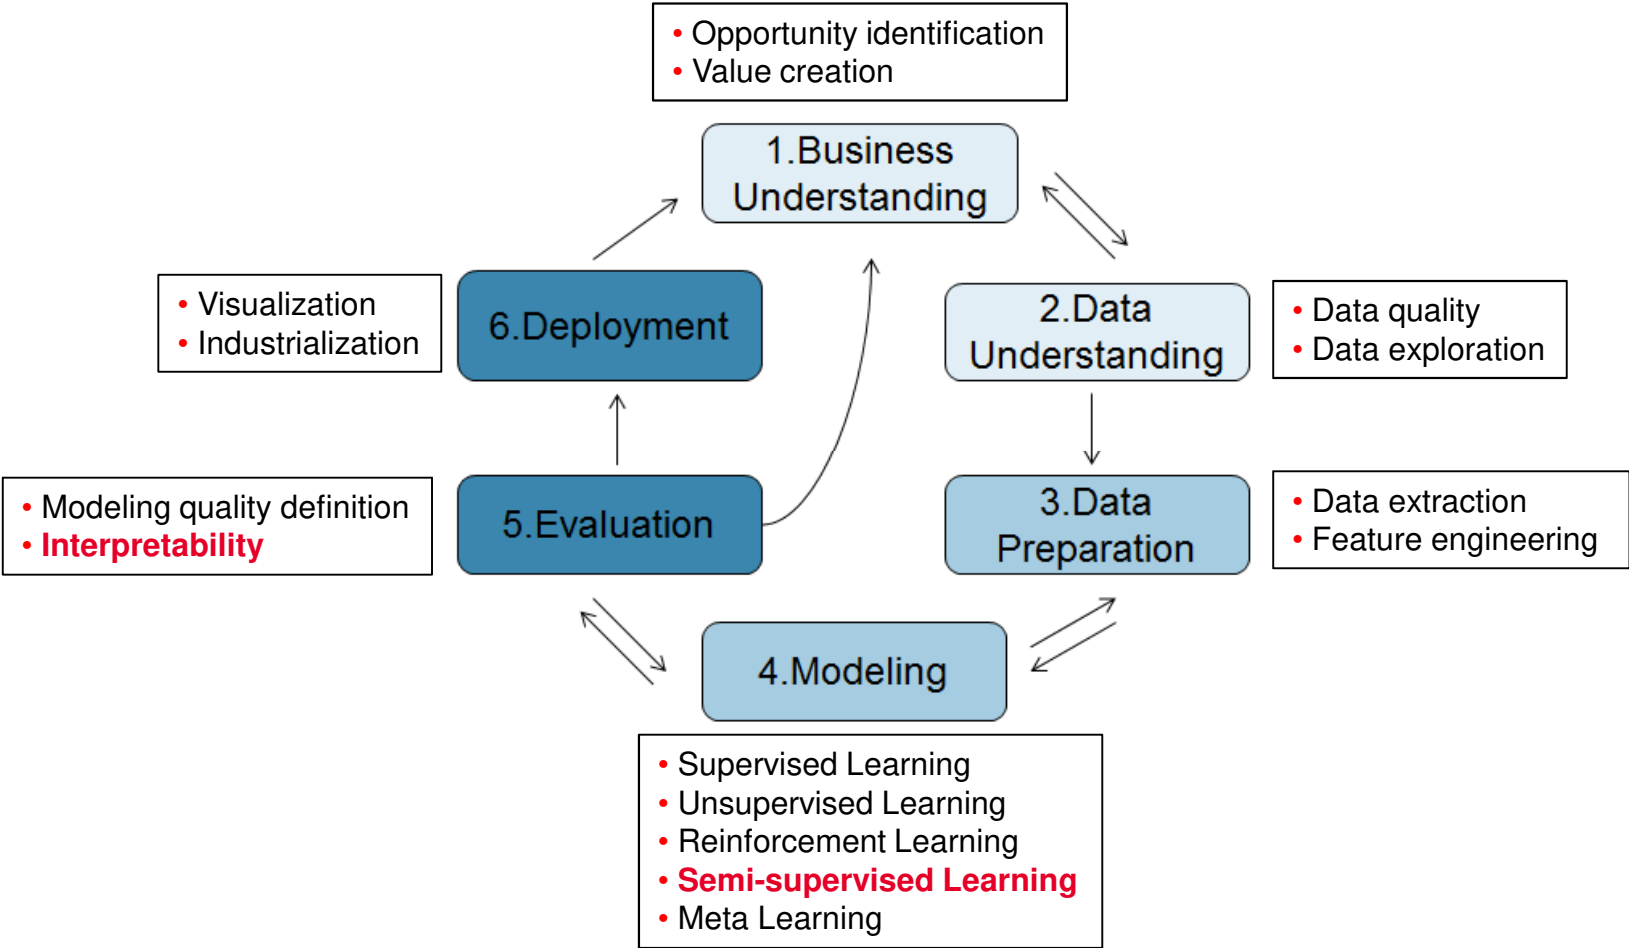 • Opportunity identification
• Value creation
1.Business
Understanding
• Visualization
• Industrialization
6.Deployment
2.Data
Understanding
• Data quality
• Data exploration
• Modeling quality definition
• Interpretability
5.Evaluation
3.Data
Preparation
• Data extraction
• Feature engineering
4.Modeling
• Supervised Learning
• Unsupervised Learning
• Reinforcement Learning
• Semi-supervised Learning
• Meta Learning